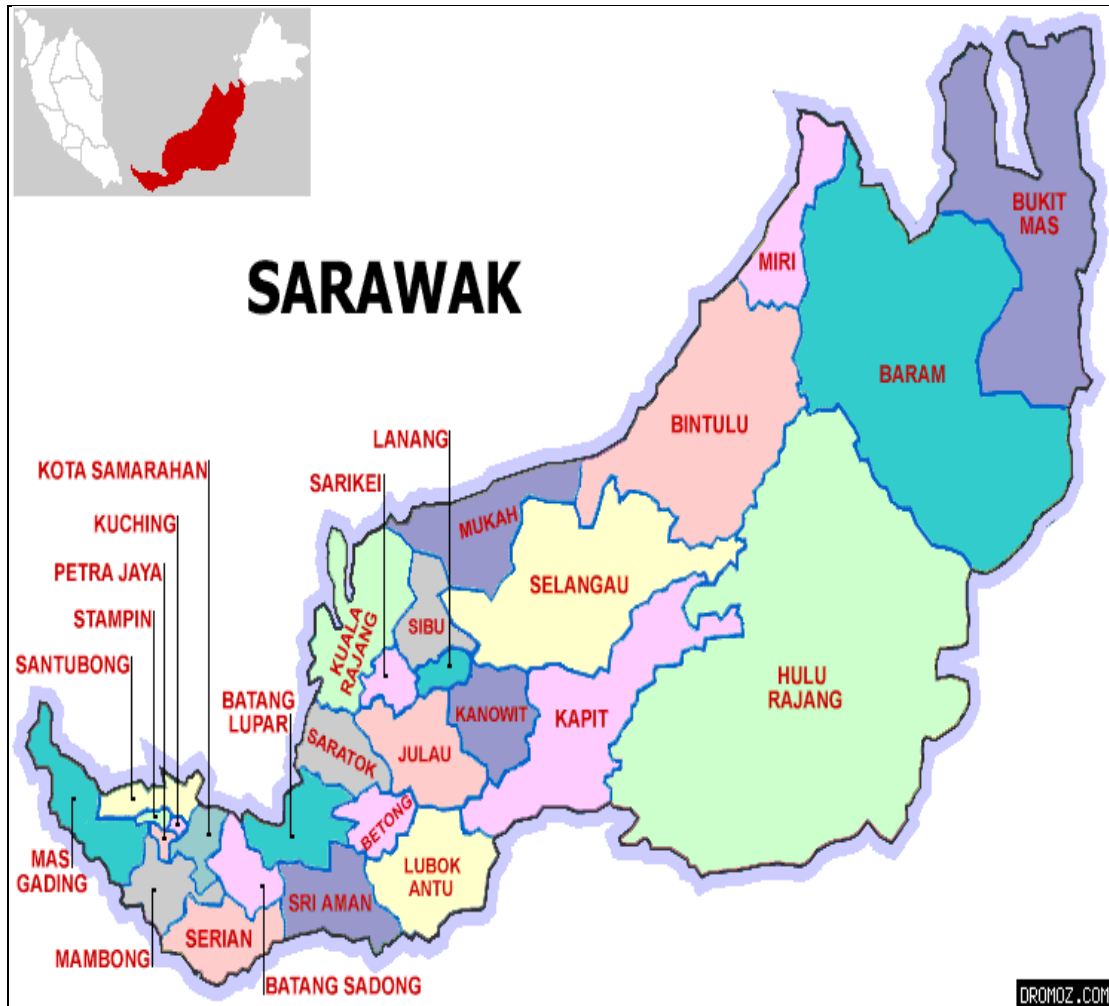 SARAWAK
BUKIT
MAS
MIRI
BARAM
BINTULU
LANANG
KOTA SAMARAHAN
SARIKEI
KUCHING
MUKAH
PETRA JAYA
SELANGAU
STAMPIN
SIBU
KUALA
RAJANG
SANTUBONG
HULU
RAJANG
BATANG
LUPAR
KANOWIT
KAPIT
SARATOK
JULAU
BETONG
MAS
GADING
LUBOK
ANTU
SRI AMAN
SERIAN
MAMBONG
BATANG SADONG
DROMOZ.COM